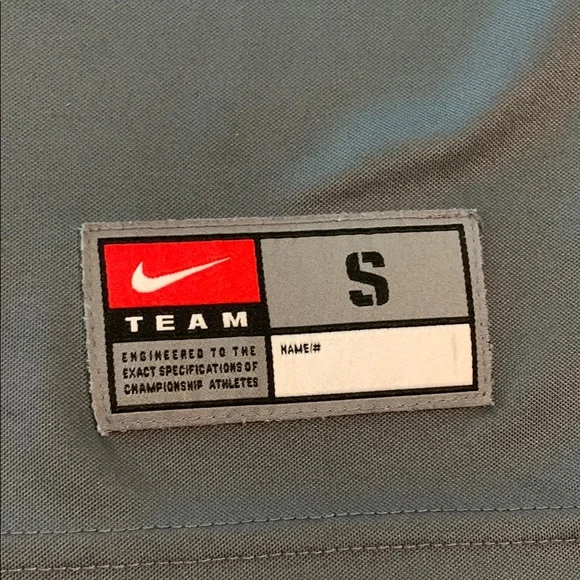 TEAM
S
ENGINEERED TO THE
EXACT SPECIFICATIONS OF
CHAMPIONSHIP ATHLETES
NAME/#